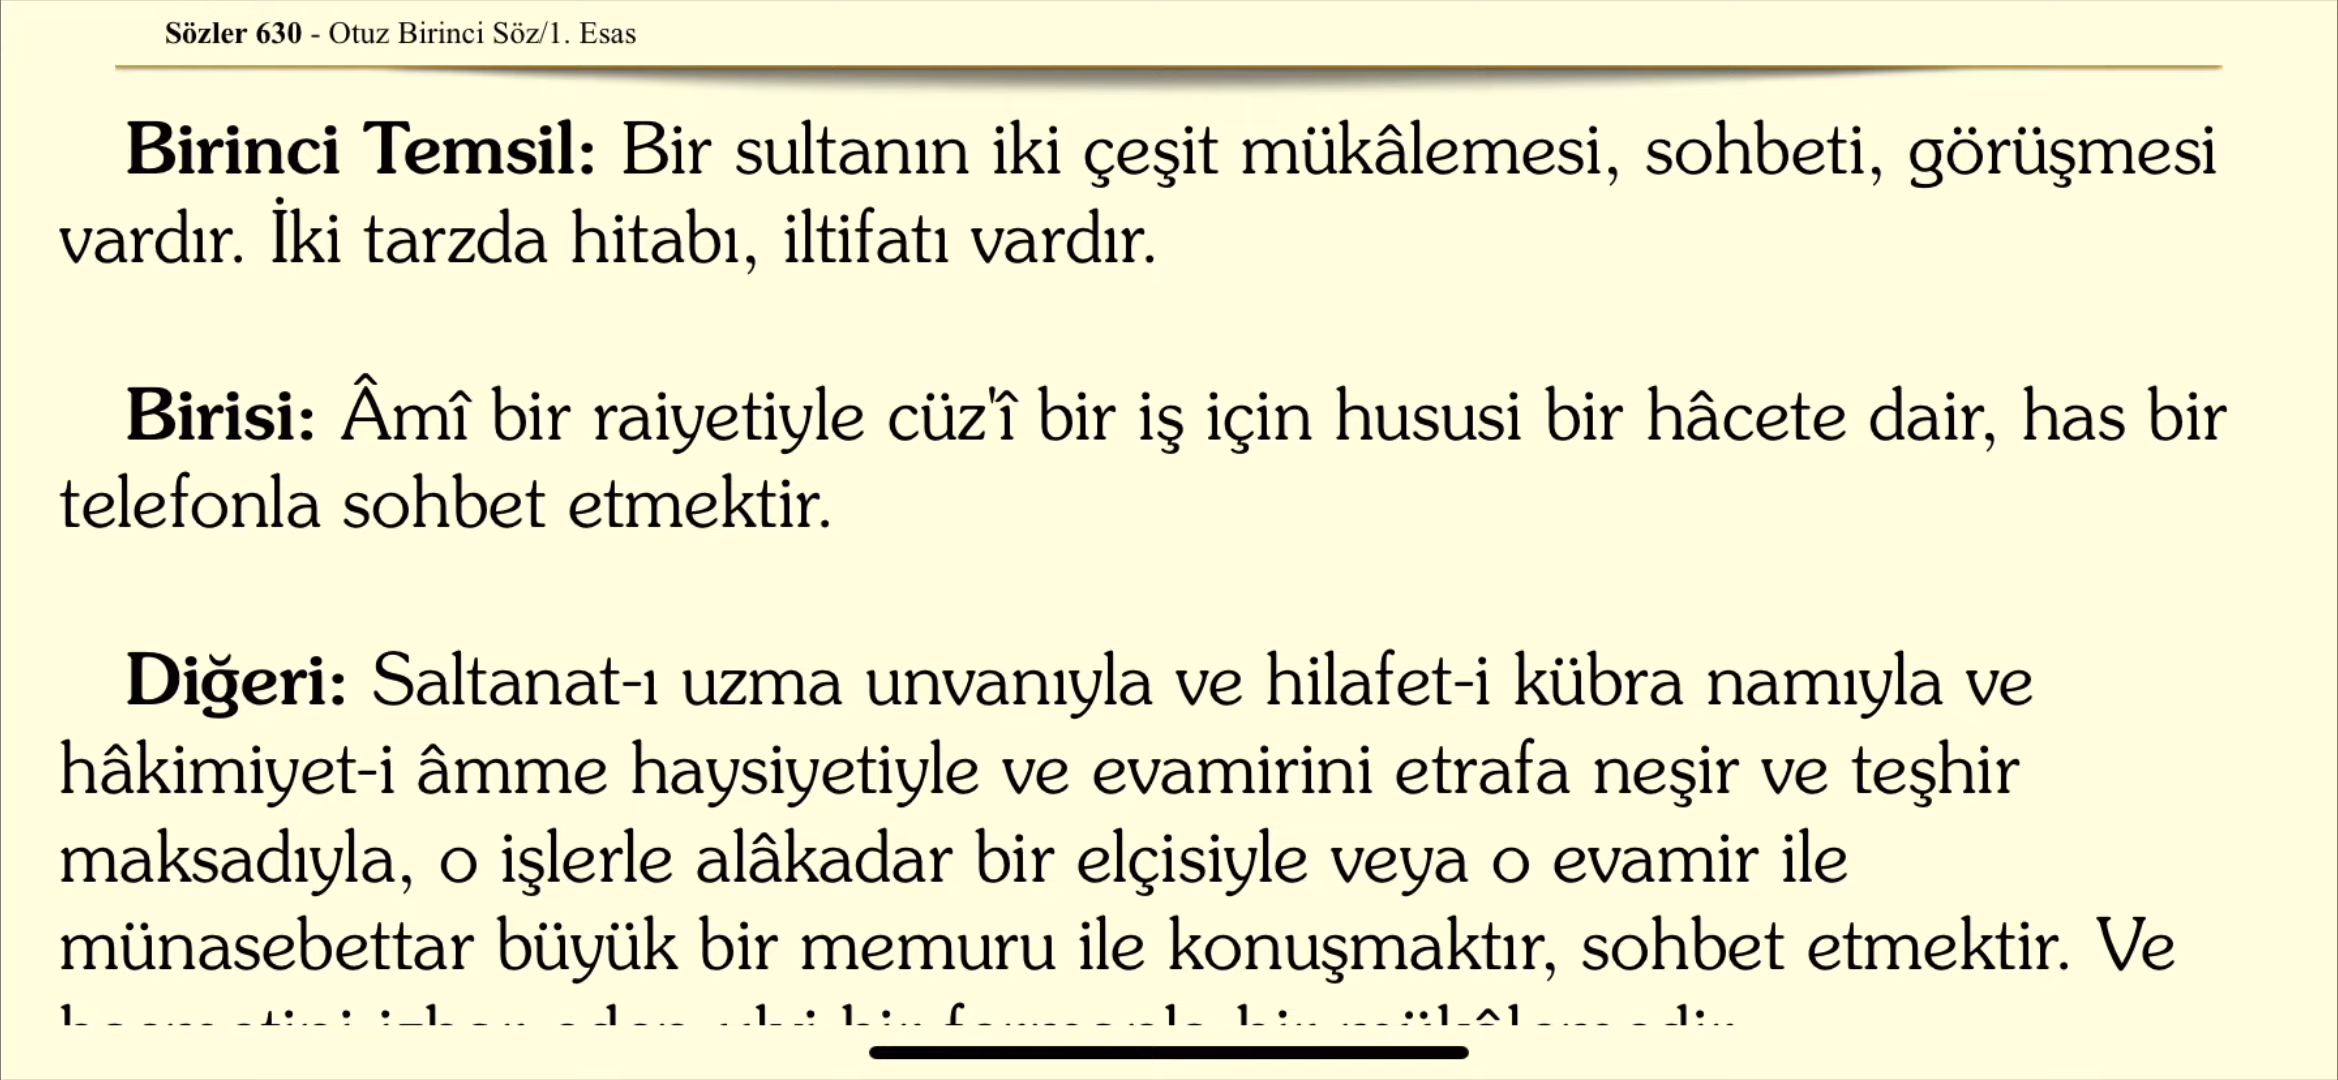 Sözler 630 - Otuz Birinci Söz/1. Esas
Birinci Temsil: Bir sultanın iki çeşit mükâlemesi, sohbeti, görüşmesi
vardır. İki tarzda hitabı, iltifatı vardır.
Birisi: Âmî bir raiyetiyle cüz'î bir iş için hususi bir hâcete dair, has bir
telefonla sohbet etmektir.
Diğeri: Saltanat-ı uzma unvanıyla ve hilafet-i kübra namıyla ve
hâkimiyet-i âmme haysiyetiyle ve evamirini etrafa neşir ve teşhir
maksadıyla, o işlerle alâkadar bir elçisiyle veya o evamir ile
münasebettar büyük bir memuru ile konuşmaktır, sohbet etmektir. Ve